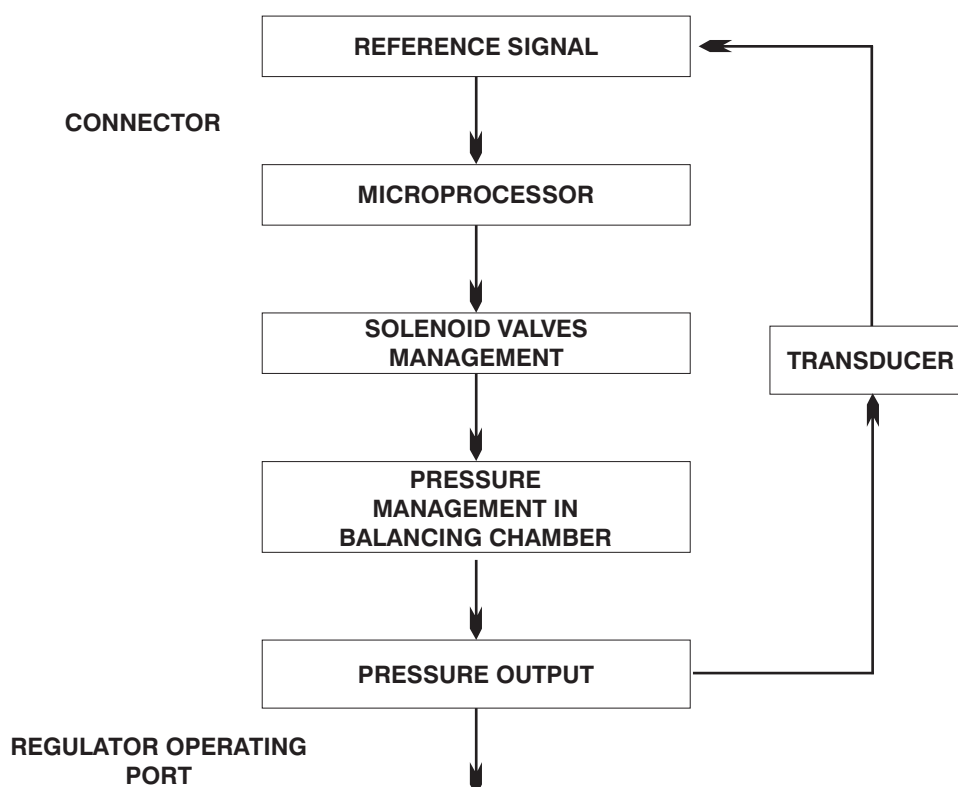 REFERENCE SIGNAL
CONNECTOR
MICROPROCESSOR
SOLENOID VALVES
MANAGEMENT
TRANSDUCER
PRESSURE
MANAGEMENT IN
BALANCING CHAMBER
PRESSURE OUTPUT
REGULATOR OPERATING
PORT